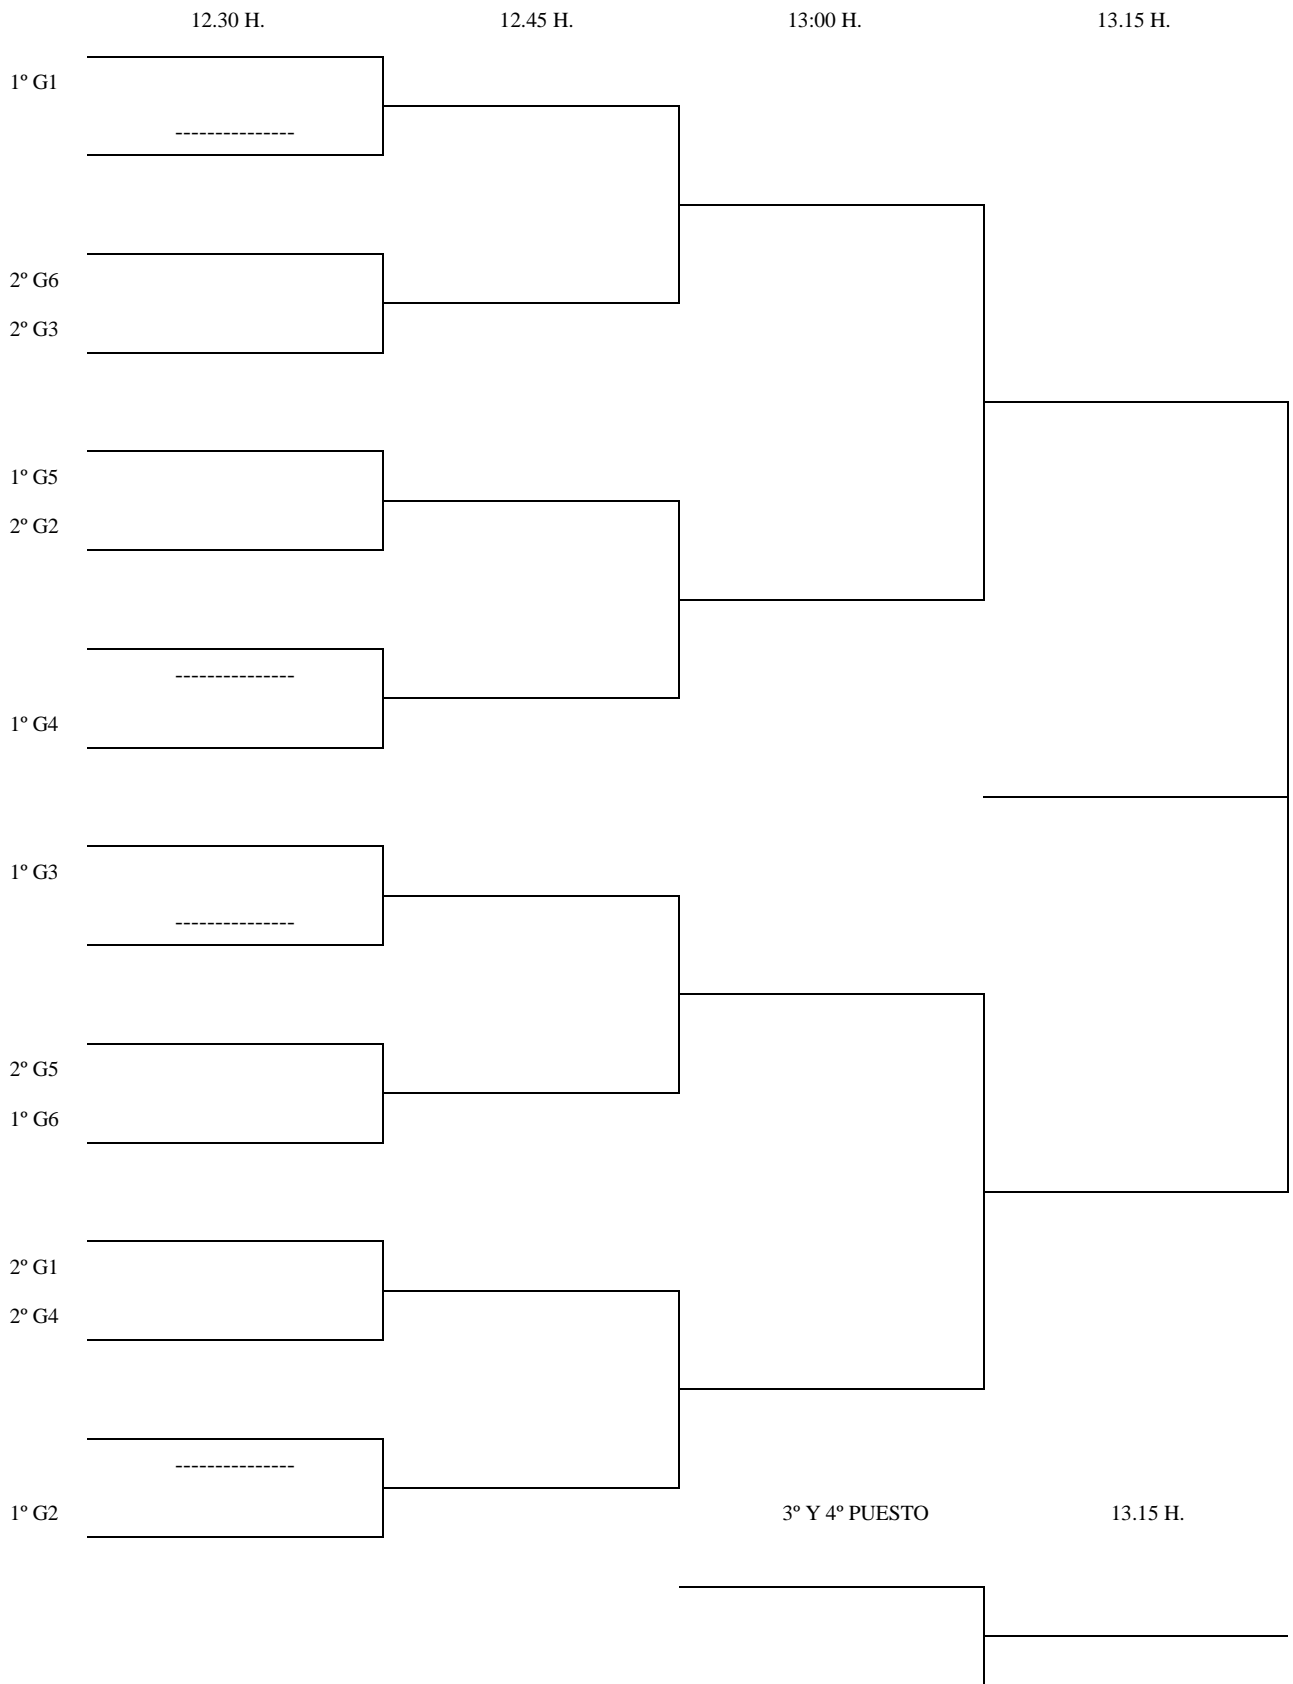 12.30 H. 12.45 H. 13:00 H. 13.15 H.
1º G1
---------------
2º G6
2º G3
1º G5
2º G2
---------------
1º G4
1º G3
---------------
2º G5
1º G6
2º G1
2º G4
---------------
1º G2 3º Y 4º PUESTO 13.15 H.